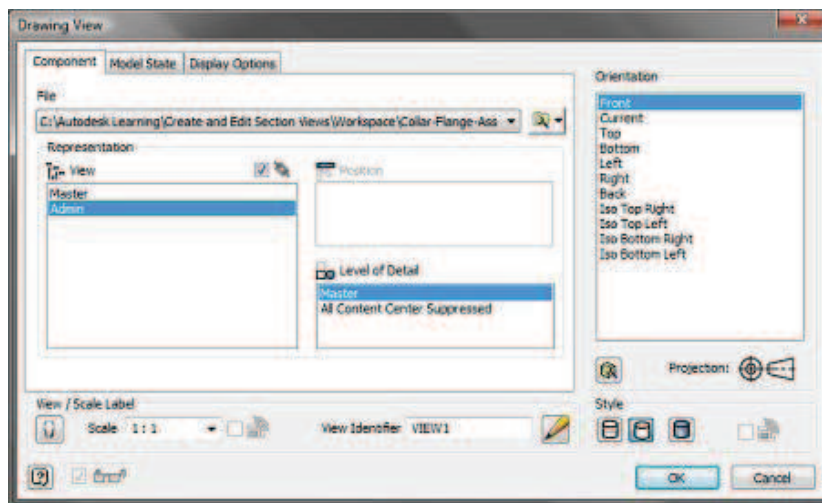 Drawing View
Component Model State Display Options
File
C:\Autodesk Learning\Create and Edit Section Views\Workspace\Collar-Flange-Ass
Representation
View
Master
Admin
Position
Level of Detail
Master
All Content Center Suppressed
Orientation
Front
Current
Top
Bottom
Left
Right
Back
Iso Top Right
Iso Top Left
Iso Bottom Right
Iso Bottom Left
Projection:
View / Scale Label
Scale 1 : 1
View Identifier VIEW1
Style
OK Cancel